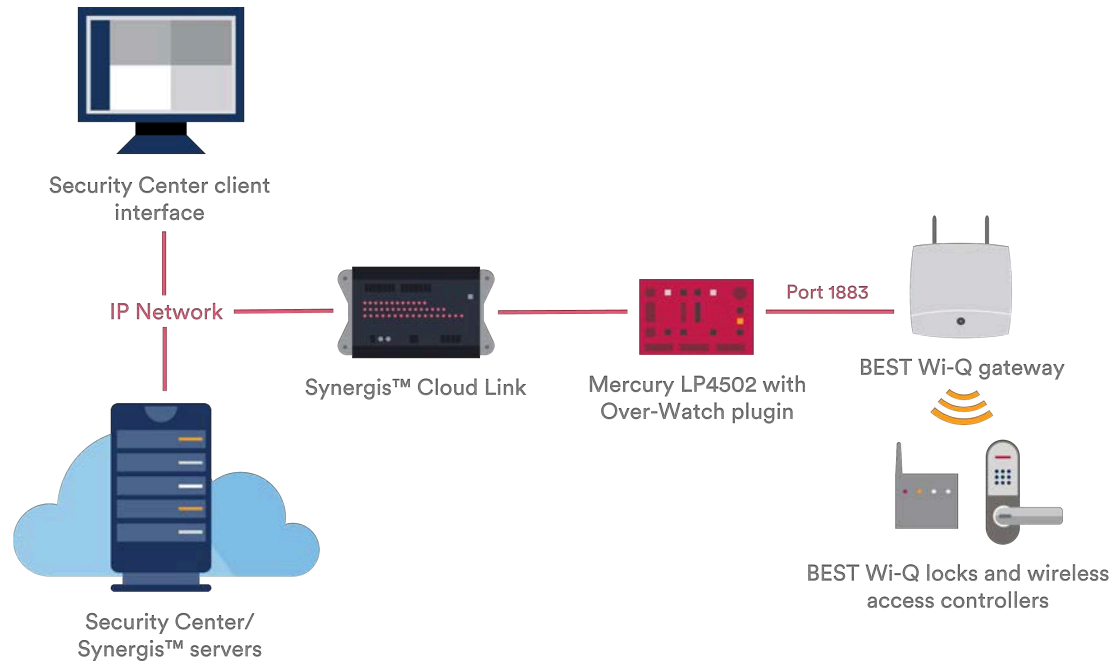 Security Center client
interface
IP Network
Synergis™ Cloud Link
Mercury LP4502 with
Over-Watch plugin
Port 1883
BEST Wi-Q gateway
BEST Wi-Q locks and wireless
access controllers
Security Center/
Synergis™ servers